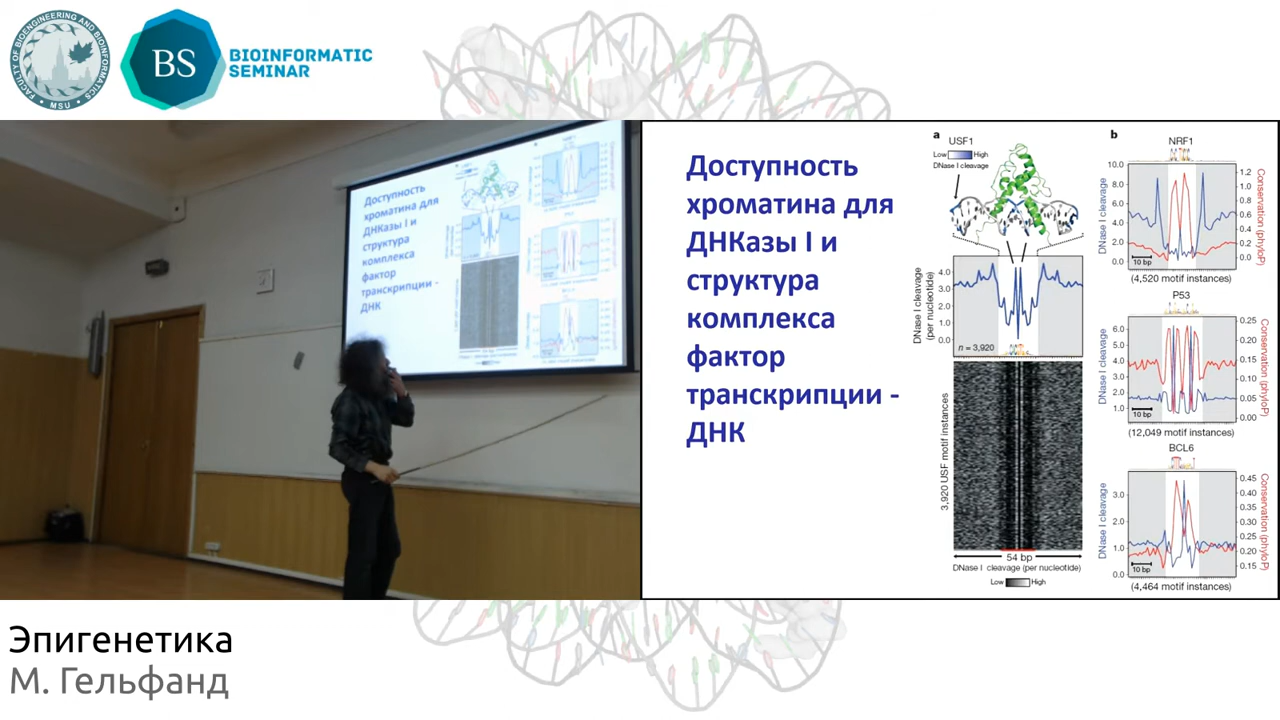 FACULTY OF BIOENGINEERING AND BIOINFORMATICS
MSU
BS
BIOINFORMATIC
SEMINAR
Доступность
хроматина для
ДНКазы I и
структура
комплекса
фактор
транскрипции -
ДНК
Доступность
хроматина для
ДНКазы I и
структура
комплекса
фактор
транскрипции -
ДНК
a
USF1
Low High
DNase I cleavage
DNase I cleavage
(per nucleotide)
4.0
3.0
2.0
1.0
0.0
n = 3,920
3,920 USF motif instances
54 bp
DNase I cleavage (per nucleotide)
Low High
b
NRF1
DNase I cleavage
10.0
8.0
6.0
4.0
2.0
0.0
10 bp
1.2
1.0
0.8
0.6
0.4
0.2
0.0
Conservation (phyloP)
(4,520 motif instances)
P53
DNase I cleavage
6.0
5.0
4.0
3.0
2.0
1.0
10 bp
0.25
0.20
0.15
0.10
0.05
0.00
Conservation (phyloP)
(12,049 motif instances)
BCL6
DNase I cleavage
3.0
2.0
1.0
0.0
10 bp
0.45
0.40
0.35
0.30
0.25
0.20
0.15
Conservation (phyloP)
(4,464 motif instances)
Эпигенетика
М. Гельфанд